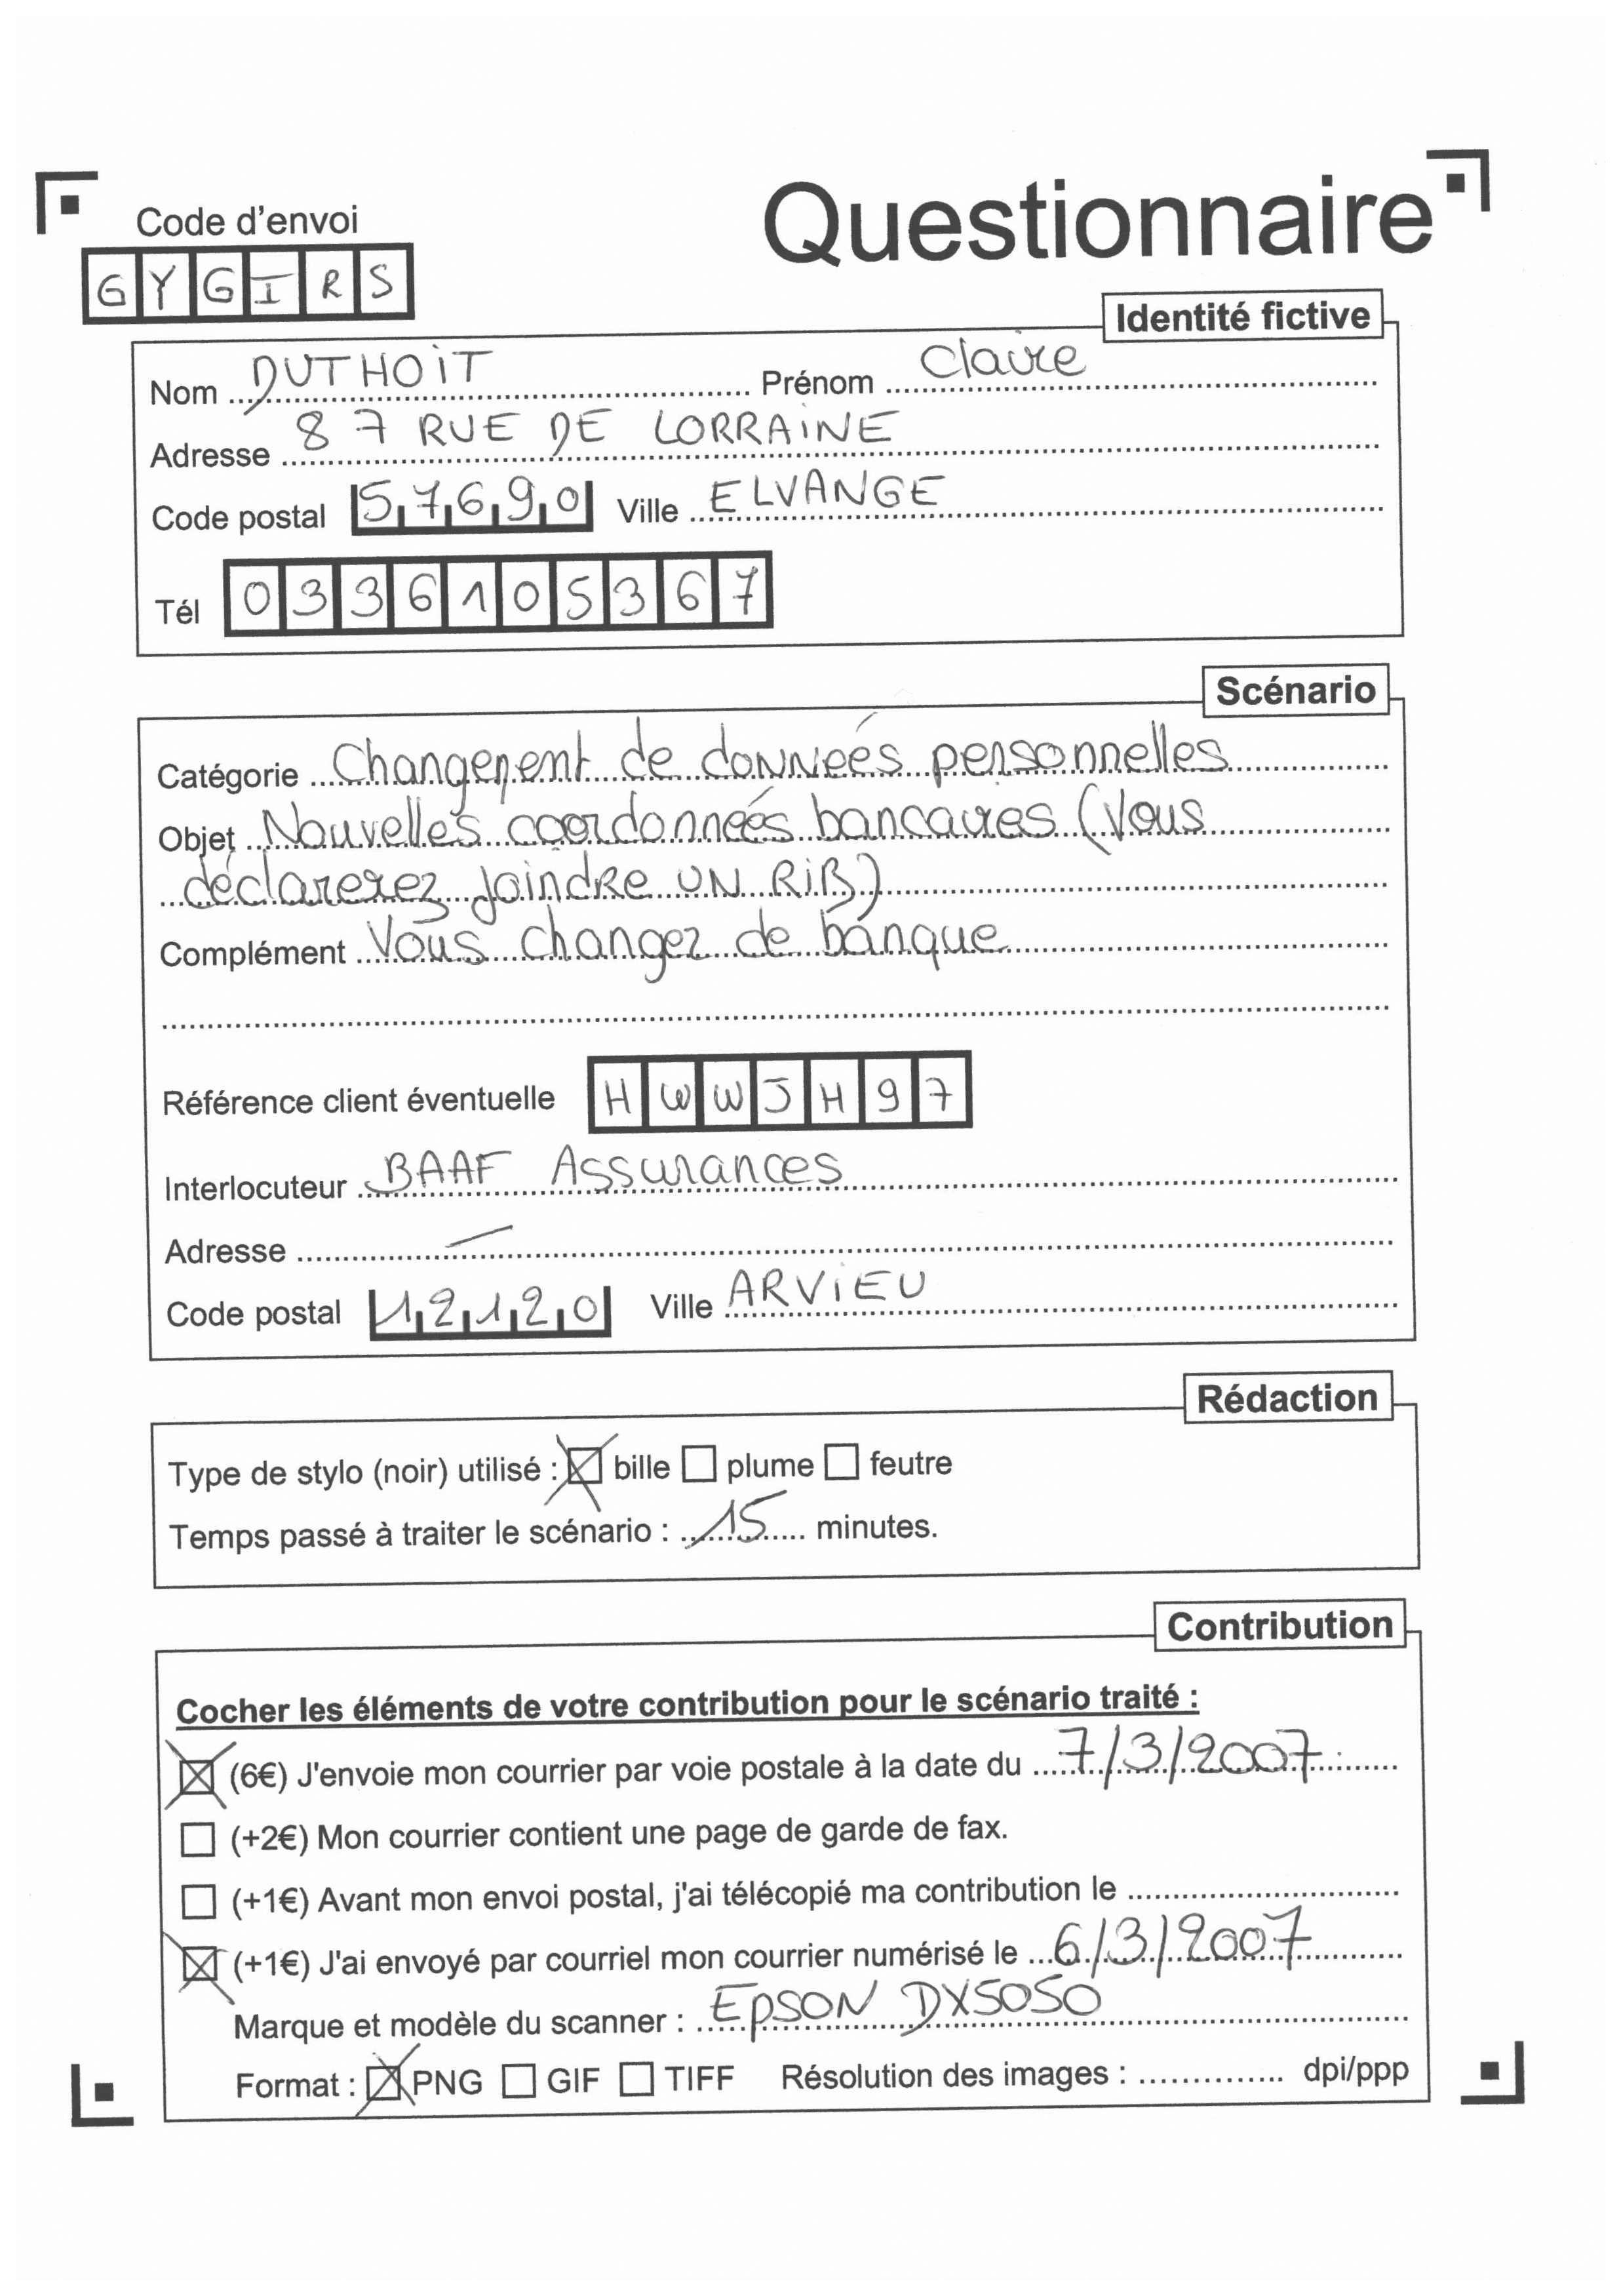 Questionnaire
Code d'envoi
GYGIRS
Identité fictive
Nom DUTHOIT Prénom Claire
Adresse 87 RUE DE LORRAINE
Code postal 57690 Ville ELVANGE
Tél 0336105367
Scénario
Catégorie Changement de données personnelles
Objet Nouvelles coordonnées bancaires (Vous
déclarerez joindre UN RiB)
Complément Vous changez de banque
Référence client éventuelle HWWJH97
Interlocuteur BAAF Assurances
Adresse —
Code postal 12120 Ville ARViEU
Rédaction
Type de stylo (noir) utilisé : ☒ bille ☐ plume ☐ feutre
Temps passé à traiter le scénario : 15 minutes.
Contribution
Cocher les éléments de votre contribution pour le scénario traité :
☒ (6€) J'envoie mon courrier par voie postale à la date du 7/3/2007
☐ (+2€) Mon courrier contient une page de garde de fax.
☐ (+1€) Avant mon envoi postal, j'ai télécopié ma contribution le
☒ (+1€) J'ai envoyé par courriel mon courrier numérisé le 6/3/2007
Marque et modèle du scanner : EPSON DX5050
Format : ☒ PNG ☐ GIF ☐ TIFF Résolution des images : dpi/ppp